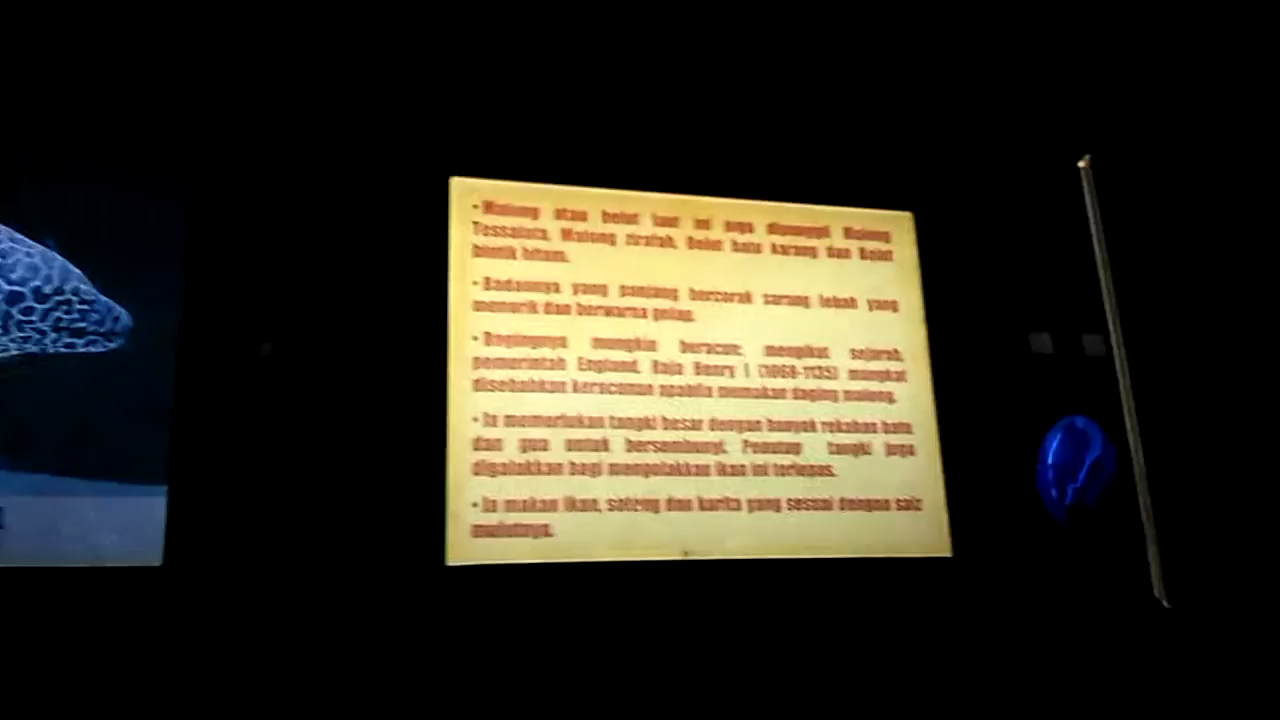 • Malong atau belut laut ini juga dipanggil Malong
Tessalata, Malong zirafah, Belut batu karang dan Belut
bintik hitam.
• Badannya yang panjang bercorak sarang lebah yang
menarik dan berwarna gelap.
• Dagingnya mungkin beracun; mengikut sejarah,
pemerintah England, Raja Henry I (1068-1135) mangkat
disebabkan keracunan apabila memakan daging malong.
• Ia memerlukan tangki besar dengan banyak rekahan batu
dan gua untuk bersembunyi. Penutup tangki juga
digalakkan bagi mengelakkan ikan ini terlepas.
• Ia makan ikan, sotong dan karita yang sesuai dengan saiz
mulutnya.